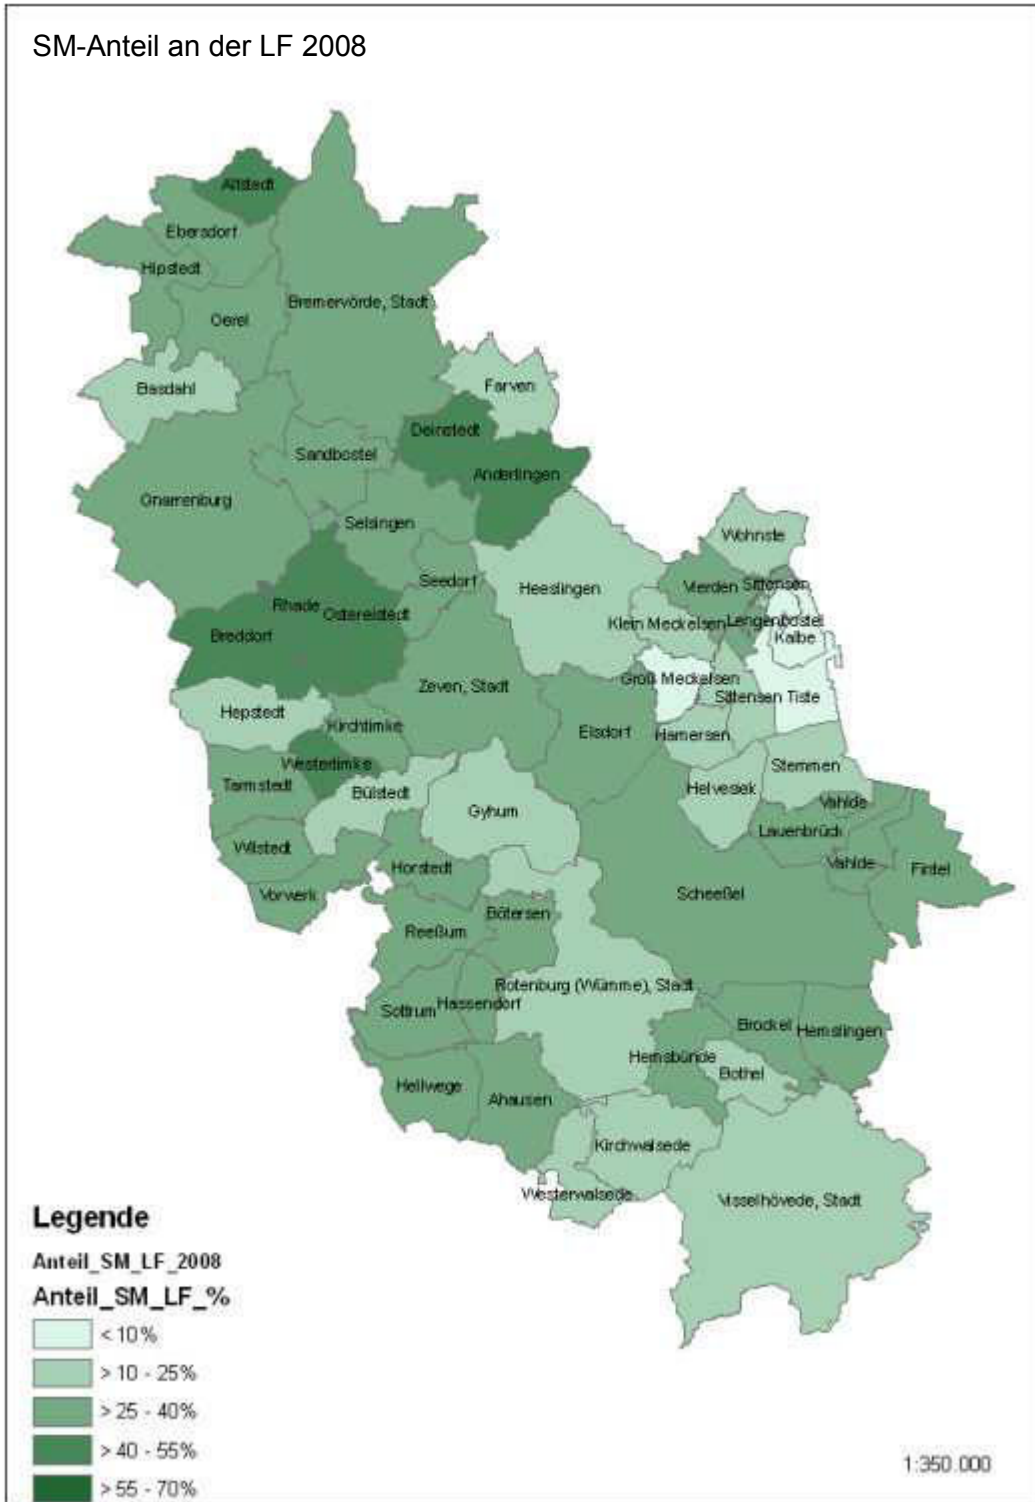 SM-Anteil an der LF 2008
Alfstedt
Ebersdorf
Hipstedt
Bremervörde, Stadt
Oerel
Basdahl
Farven
Deinstedt
Sandbostel
Anderlingen
Gnarrenburg
Selsingen
Wohnste
Seedorf
Heeslingen
Vierden
Sittensen
Rhade
Ostereistedt
Klein Meckelsen
Lengenbostel
Breddorf
Kalbe
Groß Meckelsen
Zeven, Stadt
Sittensen
Tiste
Hepstedt
Kirchtimke
Elsdorf
Hamersen
Westertimke
Stemmen
Tarmstedt
Bülstedt
Helvesiek
Gyhum
Vahlde
Lauenbrück
Wilstedt
Horstedt
Vahlde
Fintel
Vorwerk
Scheeßel
Bötersen
Reeßum
Rotenburg (Wümme), Stadt
Sottrum
Hassendorf
Brockel
Hemslingen
Hemsbünde
Bothel
Hellwege
Ahausen
Kirchwalsede
Westerwalsede
Visselhövede, Stadt
Legende
Anteil_SM_LF_2008
Anteil_SM_LF_%
< 10%
> 10 - 25%
> 25 - 40%
> 40 - 55%
> 55 - 70%
1:350.000